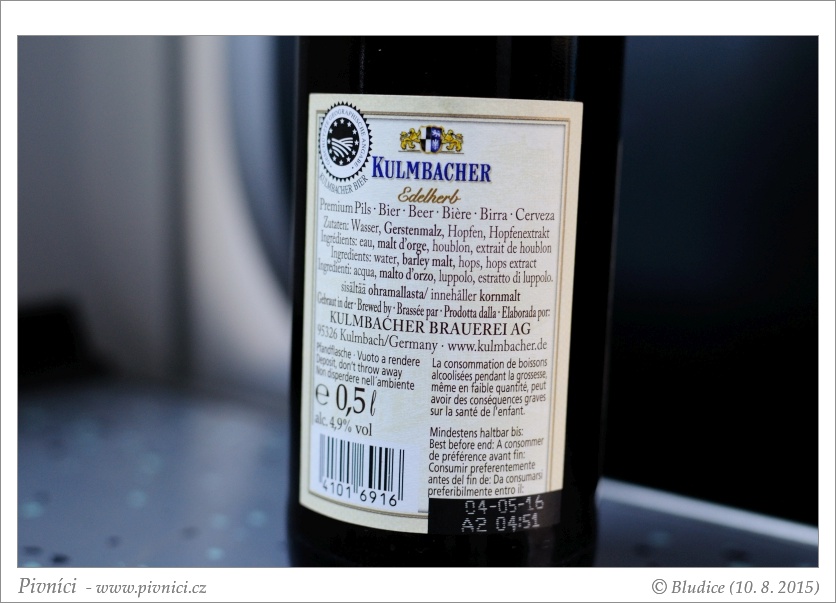 GEOGRAPHISCHE ANGABE
KULMBACHER BIER
KULMBACHER
Edelherb
Premium Pils · Bier · Beer · Bière · Birra · Cerveza
Zutaten: Wasser, Gerstenmalz, Hopfen, Hopfenextrakt
Ingrédients: eau, malt d'orge, houblon, extrait de houblon
Ingredients: water, barley malt, hops, hops extract
Ingredienti: acqua, malto d'orzo, luppolo, estratto di luppolo.
sisältää ohramallasta/ innehåller kornmalt
Gebraut in der · Brewed by · Brassée par · Prodotta dalla · Elaborada por:
KULMBACHER BRAUEREI AG
95326 Kulmbach/Germany · www.kulmbacher.de
Pfandflasche · Vuoto a rendere
Deposit, don't throw away
Non disperdere nell'ambiente
e 0,5 l
alc. 4,9% vol
4101 6916
La consommation de boissons
alcoolisées pendant la grossesse,
même en faible quantité, peut
avoir des conséquences graves
sur la santé de l'enfant.
Mindestens haltbar bis:
Best before end: A consommer
de préférence avant fin:
Consumir preferentemente
antes del fin de: Da consumarsi
preferibilmente entro il:
04-05-16
A2 04:51
Pivníci - www.pivnici.cz
© Bludice (10. 8. 2015)